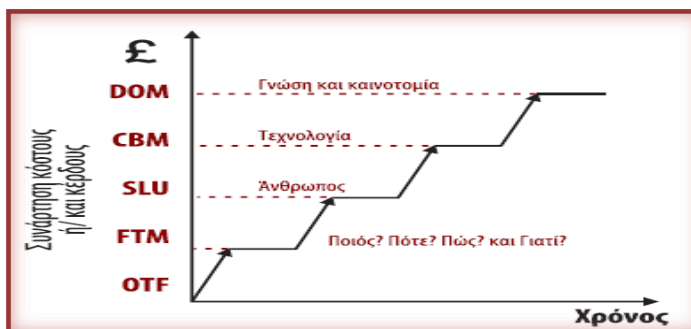 £
DOM
Γνώση και καινοτομία
CBM
Τεχνολογία
SLU
Άνθρωπος
FTM
Ποιός? Πότε? Πώς? και Γιατί?
OTF
Συνάρτηση κόστους
ή/ και κέρδους
Χρόνος